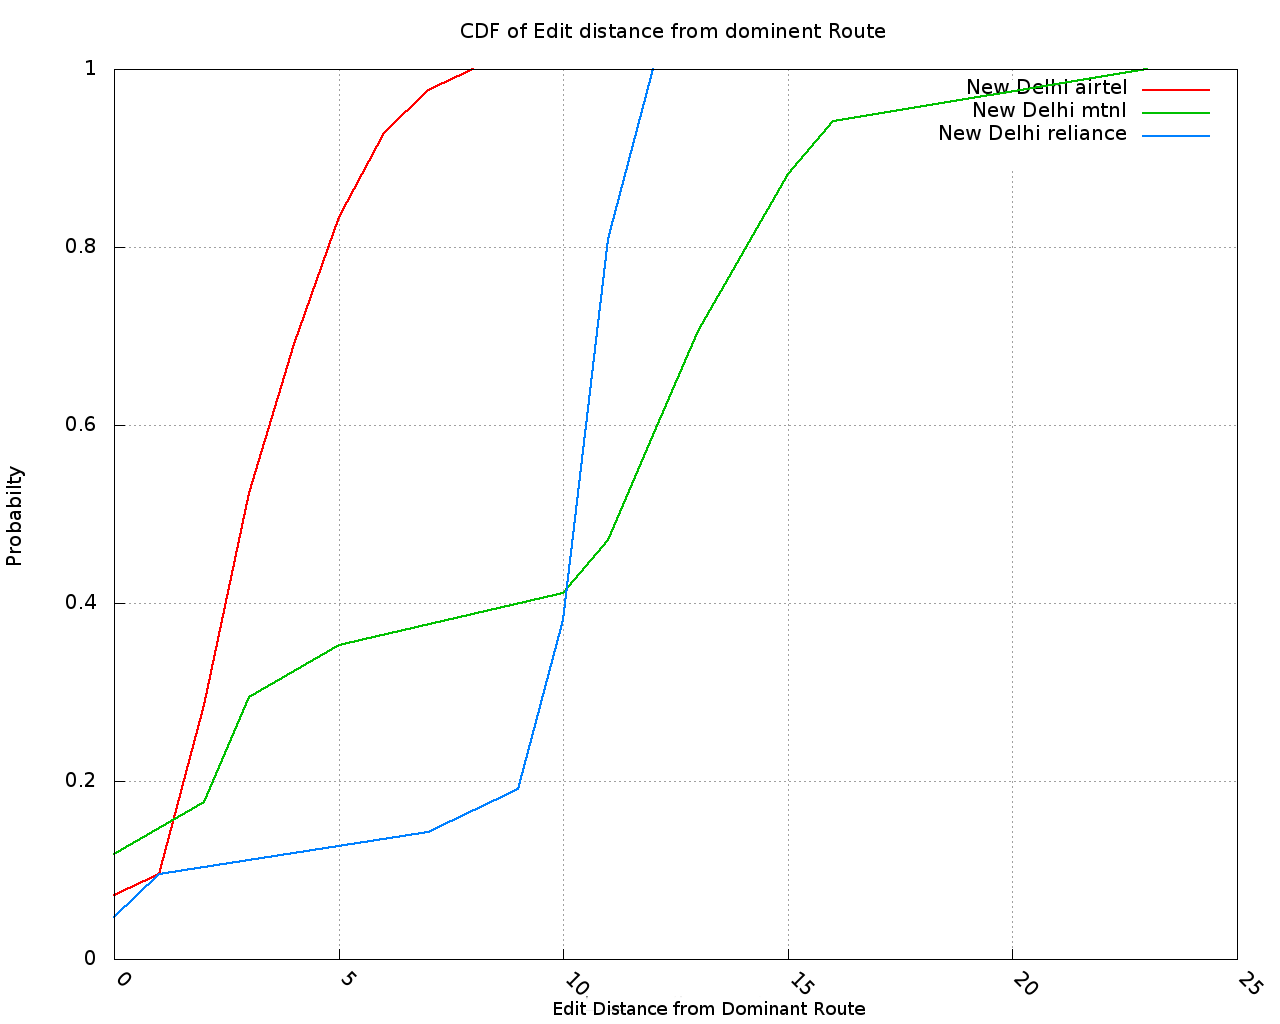 CDF of Edit distance from dominent Route
1
0.8
0.6
0.4
0.2
0
Probabilty
New Delhi airtel
New Delhi mtnl
New Delhi reliance
0 5 10 15 20 25
Edit Distance from Dominant Route